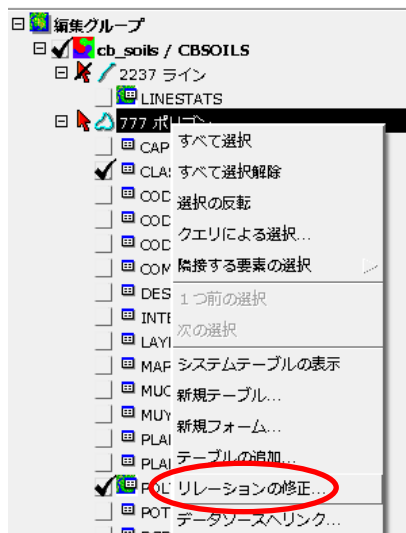 編集グループ
cb_soils / CBSOILS
2237 ライン
LINESTATS
777 ポリゴン
CAP
CLAS
COD
COD
COD
COM
DES
INTE
LAYE
MAP
MUC
MUY
PLAN
PLAN
POLY
POT
すべて選択
すべて選択解除
選択の反転
クエリによる選択...
隣接する要素の選択
1つ前の選択
次の選択
システムテーブルの表示
新規テーブル...
新規フォーム...
テーブルの追加...
リレーションの修正...
データソースへリンク...